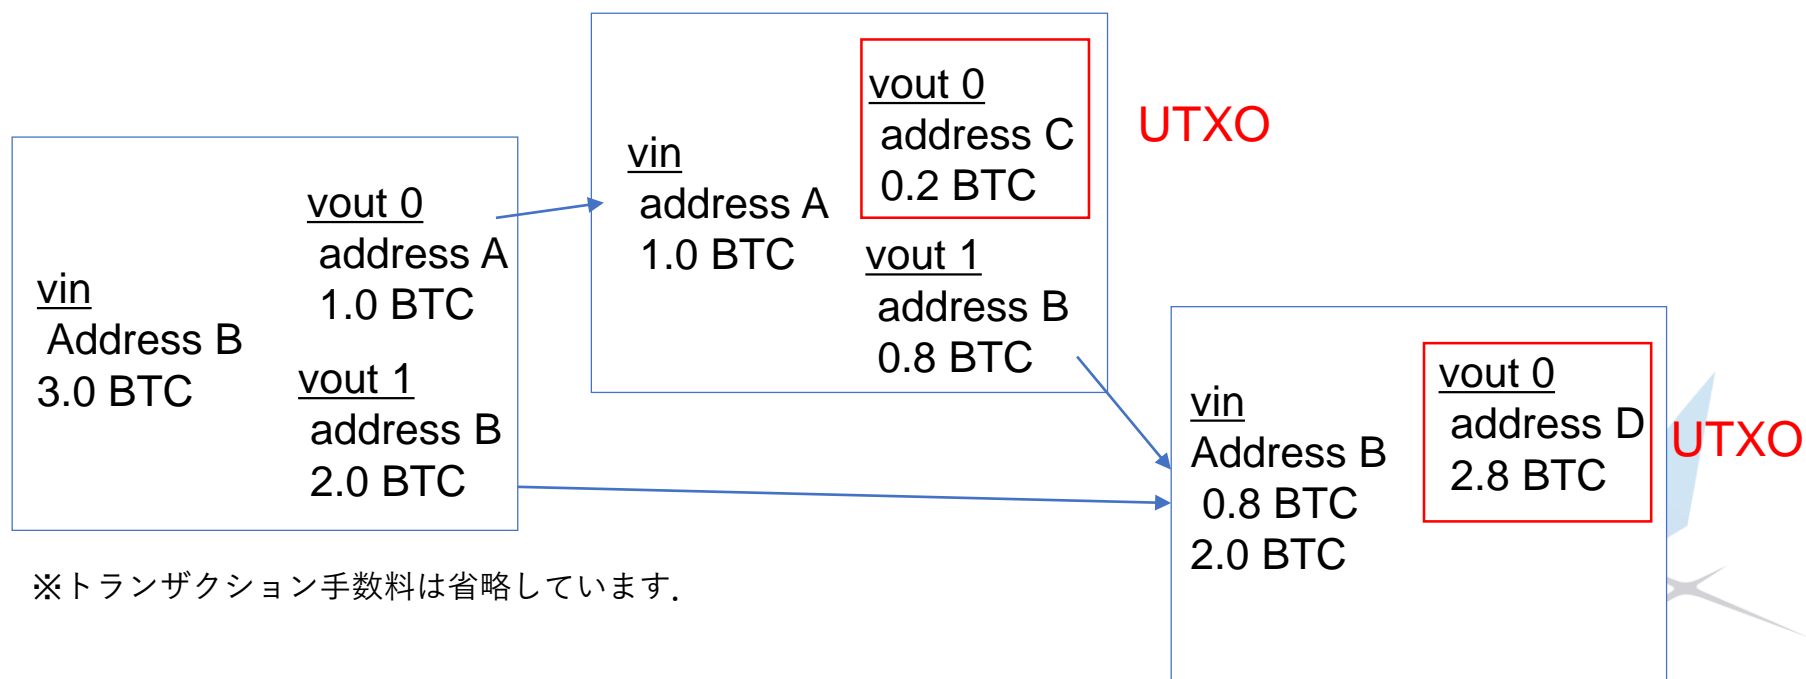 vin
Address B
3.0 BTC
vout 0
address A
1.0 BTC
vout 1
address B
2.0 BTC
vin
address A
1.0 BTC
vout 0
address C
0.2 BTC
vout 1
address B
0.8 BTC
UTXO
vin
Address B
0.8 BTC
2.0 BTC
vout 0
address D
2.8 BTC
UTXO
※トランザクション手数料は省略しています.